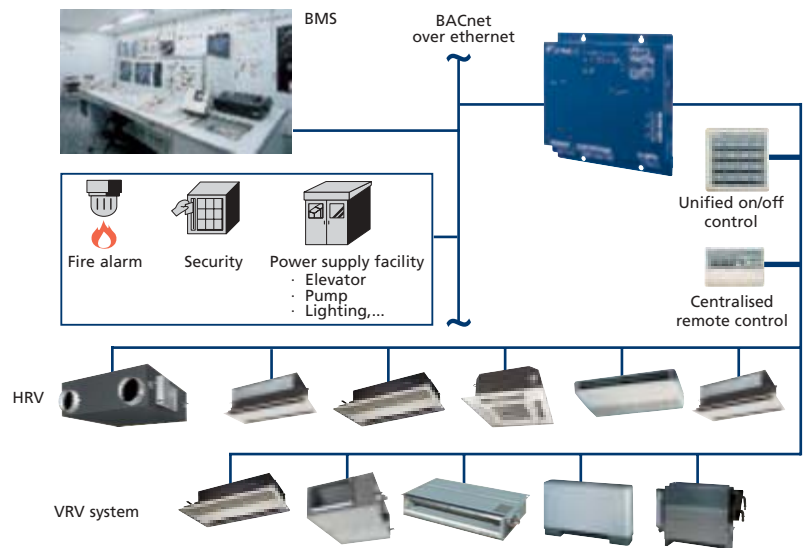 BMS
BACnet
over ethernet
Unified on/off
control
Fire alarm
Security
Power supply facility
· Elevator
· Pump
· Lighting,...
Centralised
remote control
HRV
VRV system